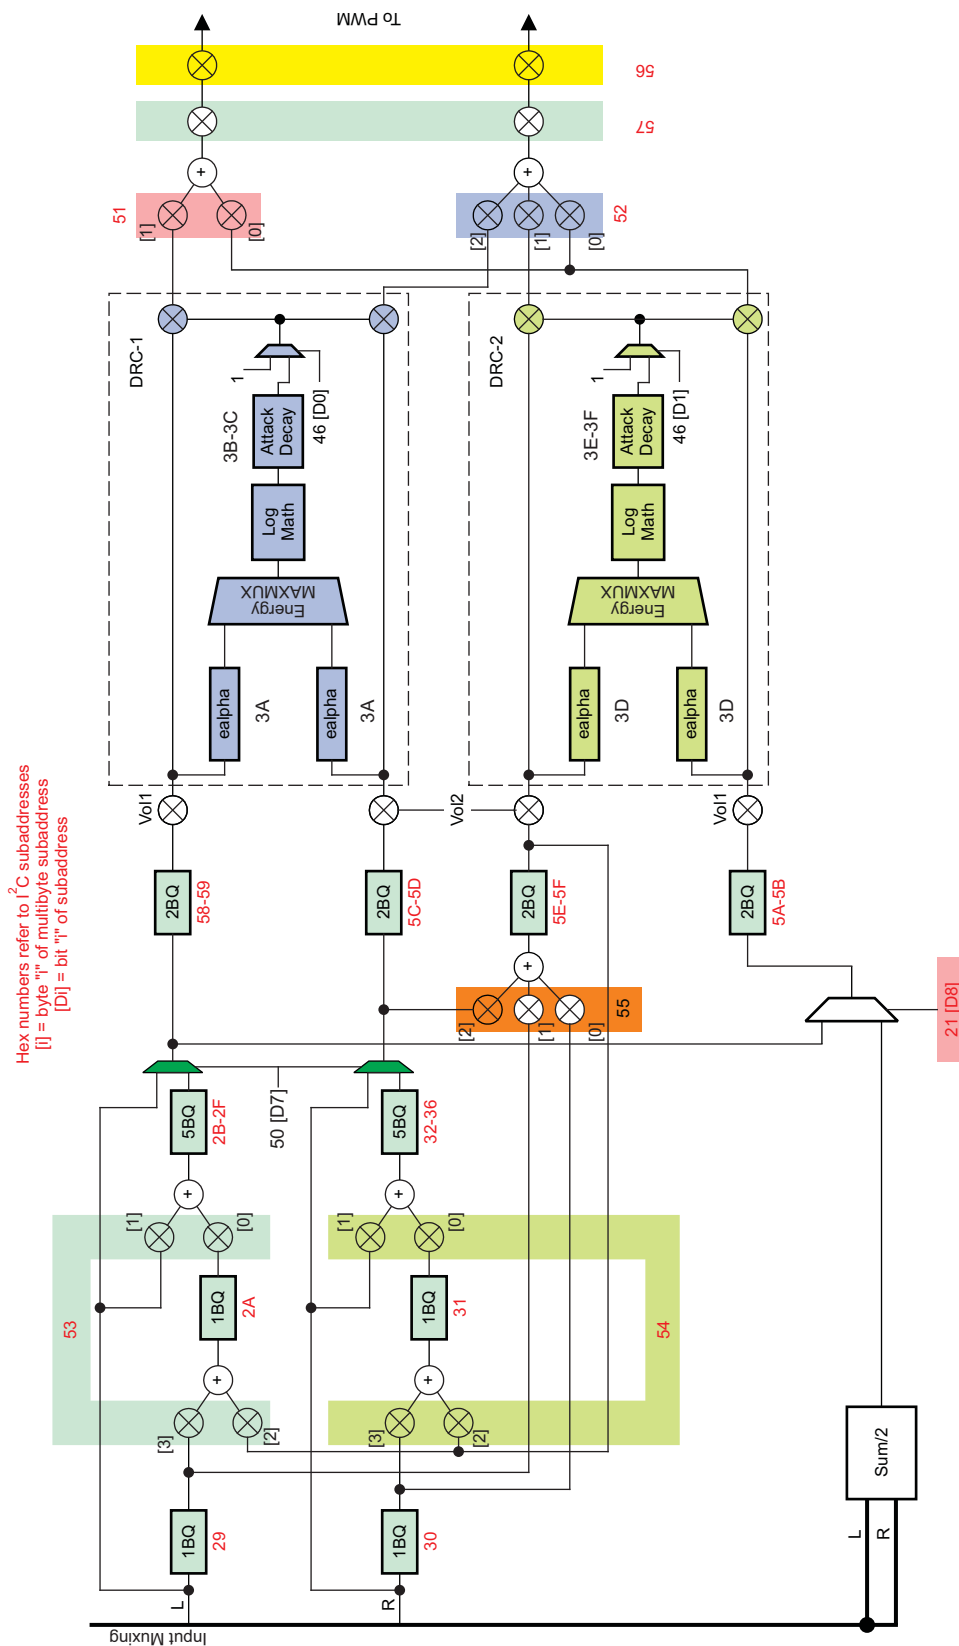 Hex numbers refer to I2C subaddresses
[i] = byte "i" of multibyte subaddress
[Di] = bit "i" of subaddress
Input Muxing
L
1BQ
29
[3]
[2]
+
53
1BQ
2A
[1]
[0]
+
5BQ
2B-2F
50 [D7]
2BQ
58-59
Vol1
DRC-1
ealpha
3A
ealpha
3A
Energy
MAXMUX
Log
Math
3B-3C
Attack
Decay
1
46 [D0]
51
[1]
[0]
+
57
56
To PWM
R
1BQ
30
[3]
[2]
+
54
1BQ
31
[1]
[0]
+
5BQ
32-36
2BQ
5C-5D
Vol2
[2]
[1]
[0]
55
+
2BQ
5E-5F
DRC-2
ealpha
3D
ealpha
3D
Energy
MAXMUX
Log
Math
3E-3F
Attack
Decay
1
46 [D1]
[2]
[1]
[0]
52
+
L
R
Sum/2
21 [D8]
2BQ
5A-5B
Vol1